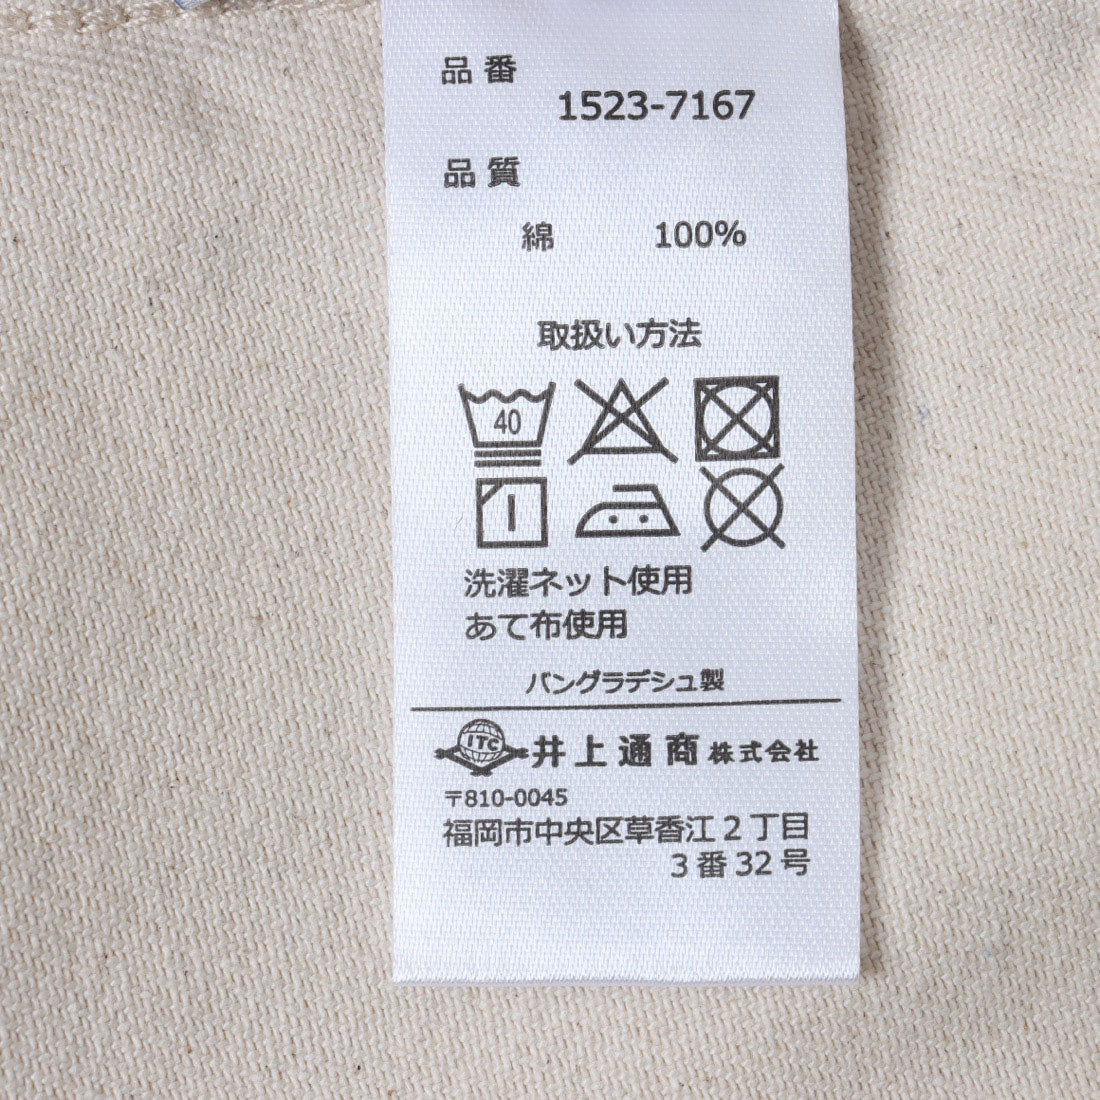 品番
1523-7167
品質
綿 100%
取扱い方法
40
洗濯ネット使用
あて布使用
バングラデシュ製
ITC 井上通商株式会社
〒810-0045
福岡市中央区草香江2丁目
3番32号